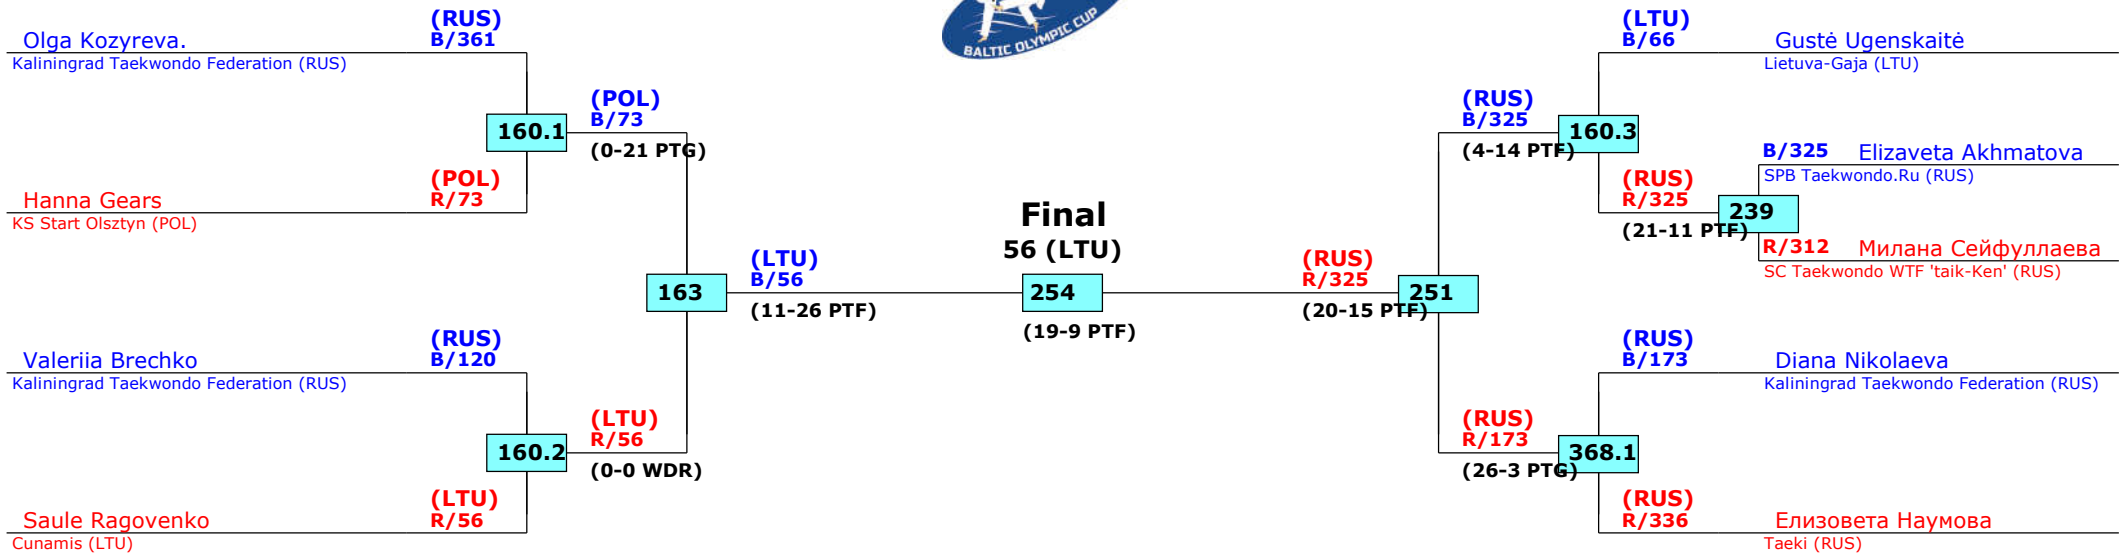 BALTIC OLYMPIC CUP
(RUS)
Olga Kozyreva. B/361
Kaliningrad Taekwondo Federation (RUS)
160.1
(POL)
B/73
(0-21 PTG)
(POL)
Hanna Gears R/73
KS Start Olsztyn (POL)
163
(LTU)
B/56
(11-26 PTF)
(RUS)
Valeriia Brechko B/120
Kaliningrad Taekwondo Federation (RUS)
160.2
(LTU)
R/56
(0-0 WDR)
(LTU)
Saule Ragovenko R/56
Cunamis (LTU)
Final
56 (LTU)
254
(19-9 PTF)
(RUS)
R/325
(20-15 PTF)
251
(LTU)
B/66 Gustė Ugenskaitė
Lietuva-Gaja (LTU)
(RUS)
B/325
(4-14 PTF)
160.3
B/325 Elizaveta Akhmatova
SPB Taekwondo.Ru (RUS)
(RUS)
R/325
(21-11 PTF)
239
R/312 Милана Сейфуллаева
SC Taekwondo WTF 'taik-Ken' (RUS)
(RUS)
B/173 Diana Nikolaeva
Kaliningrad Taekwondo Federation (RUS)
(RUS)
R/173
(26-3 PTG)
368.1
(RUS)
R/336 Елизовета Наумова
Taeki (RUS)